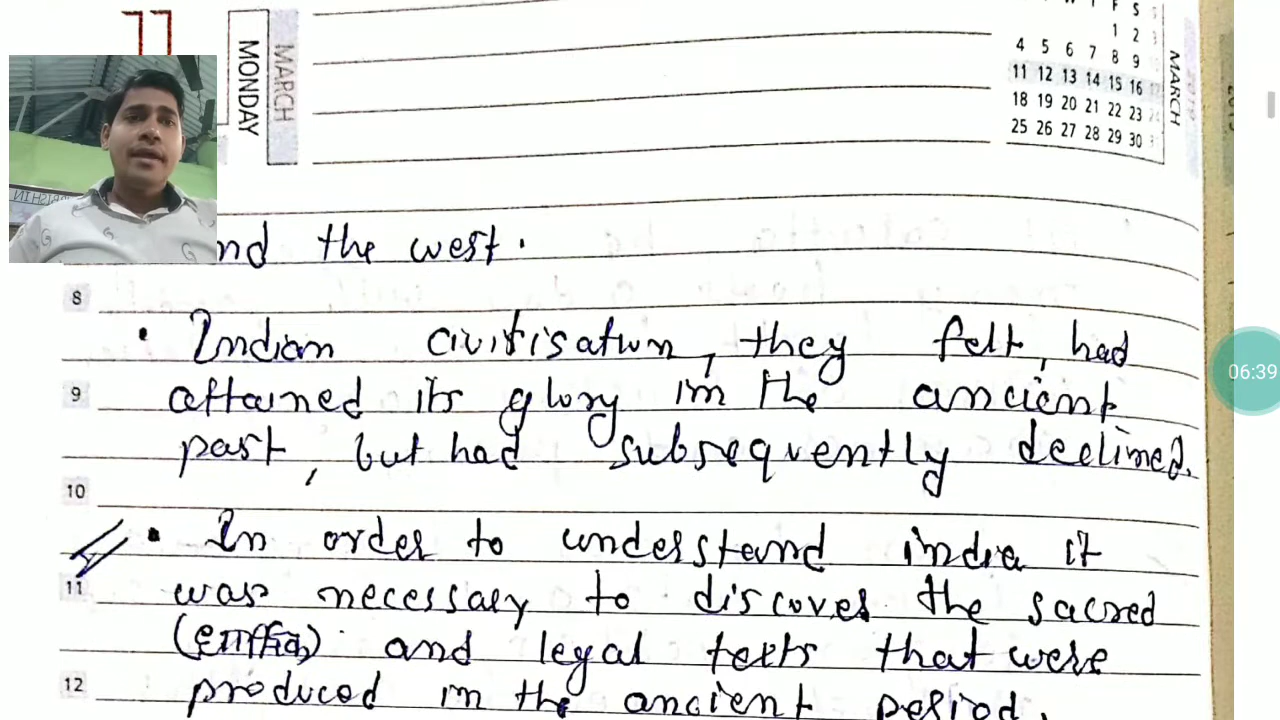 11
MONDAY
MARCH
F S
1 2 3
4 5 6 7 8 9
11 12 13 14 15 16 17
18 19 20 21 22 23 24
25 26 27 28 29 30
MARCH
nd the west.
8
• Indian civilisation, they felt, had
9
attained its glory in the ancient
past, but had subsequently declined.
10
• In order to understand india it
11
was necessary to discover the sacred
(धार्मिक) and legal texts that were
12
produced in the ancient period.
06:39